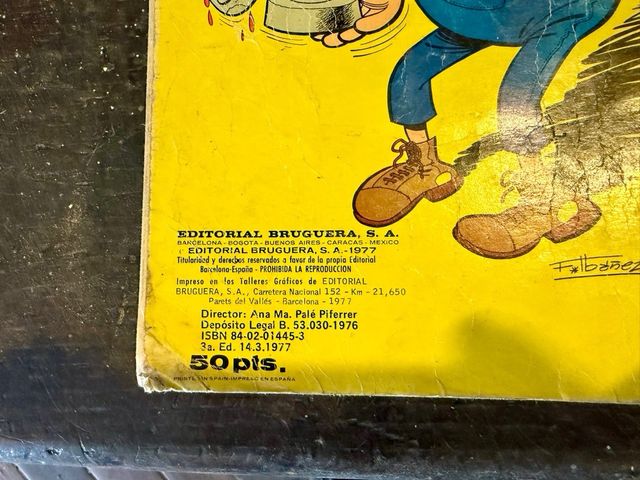 EDITORIAL BRUGUERA, S. A.
BARCELONA - BOGOTA - BUENOS AIRES - CARACAS - MEXICO
© EDITORIAL BRUGUERA, S. A. - 1977
Titularidad y derechos reservados a favor de la propia Editorial
Barcelona-España - PROHIBIDA LA REPRODUCCION
Impreso en los Talleres Gráficos de EDITORIAL
BRUGUERA, S.A., Carretera Nacional 152 - Km - 21,650
Parets del Vallés - Barcelona - 1977
Director: Ana Ma. Palé Piferrer
Depósito Legal B. 53.030-1976
ISBN 84-02-01445-3
3a. Ed. 14.3.1977
50 pts.
PRINTED IN SPAIN-IMPRESO EN ESPAÑA
F. Ibáñez